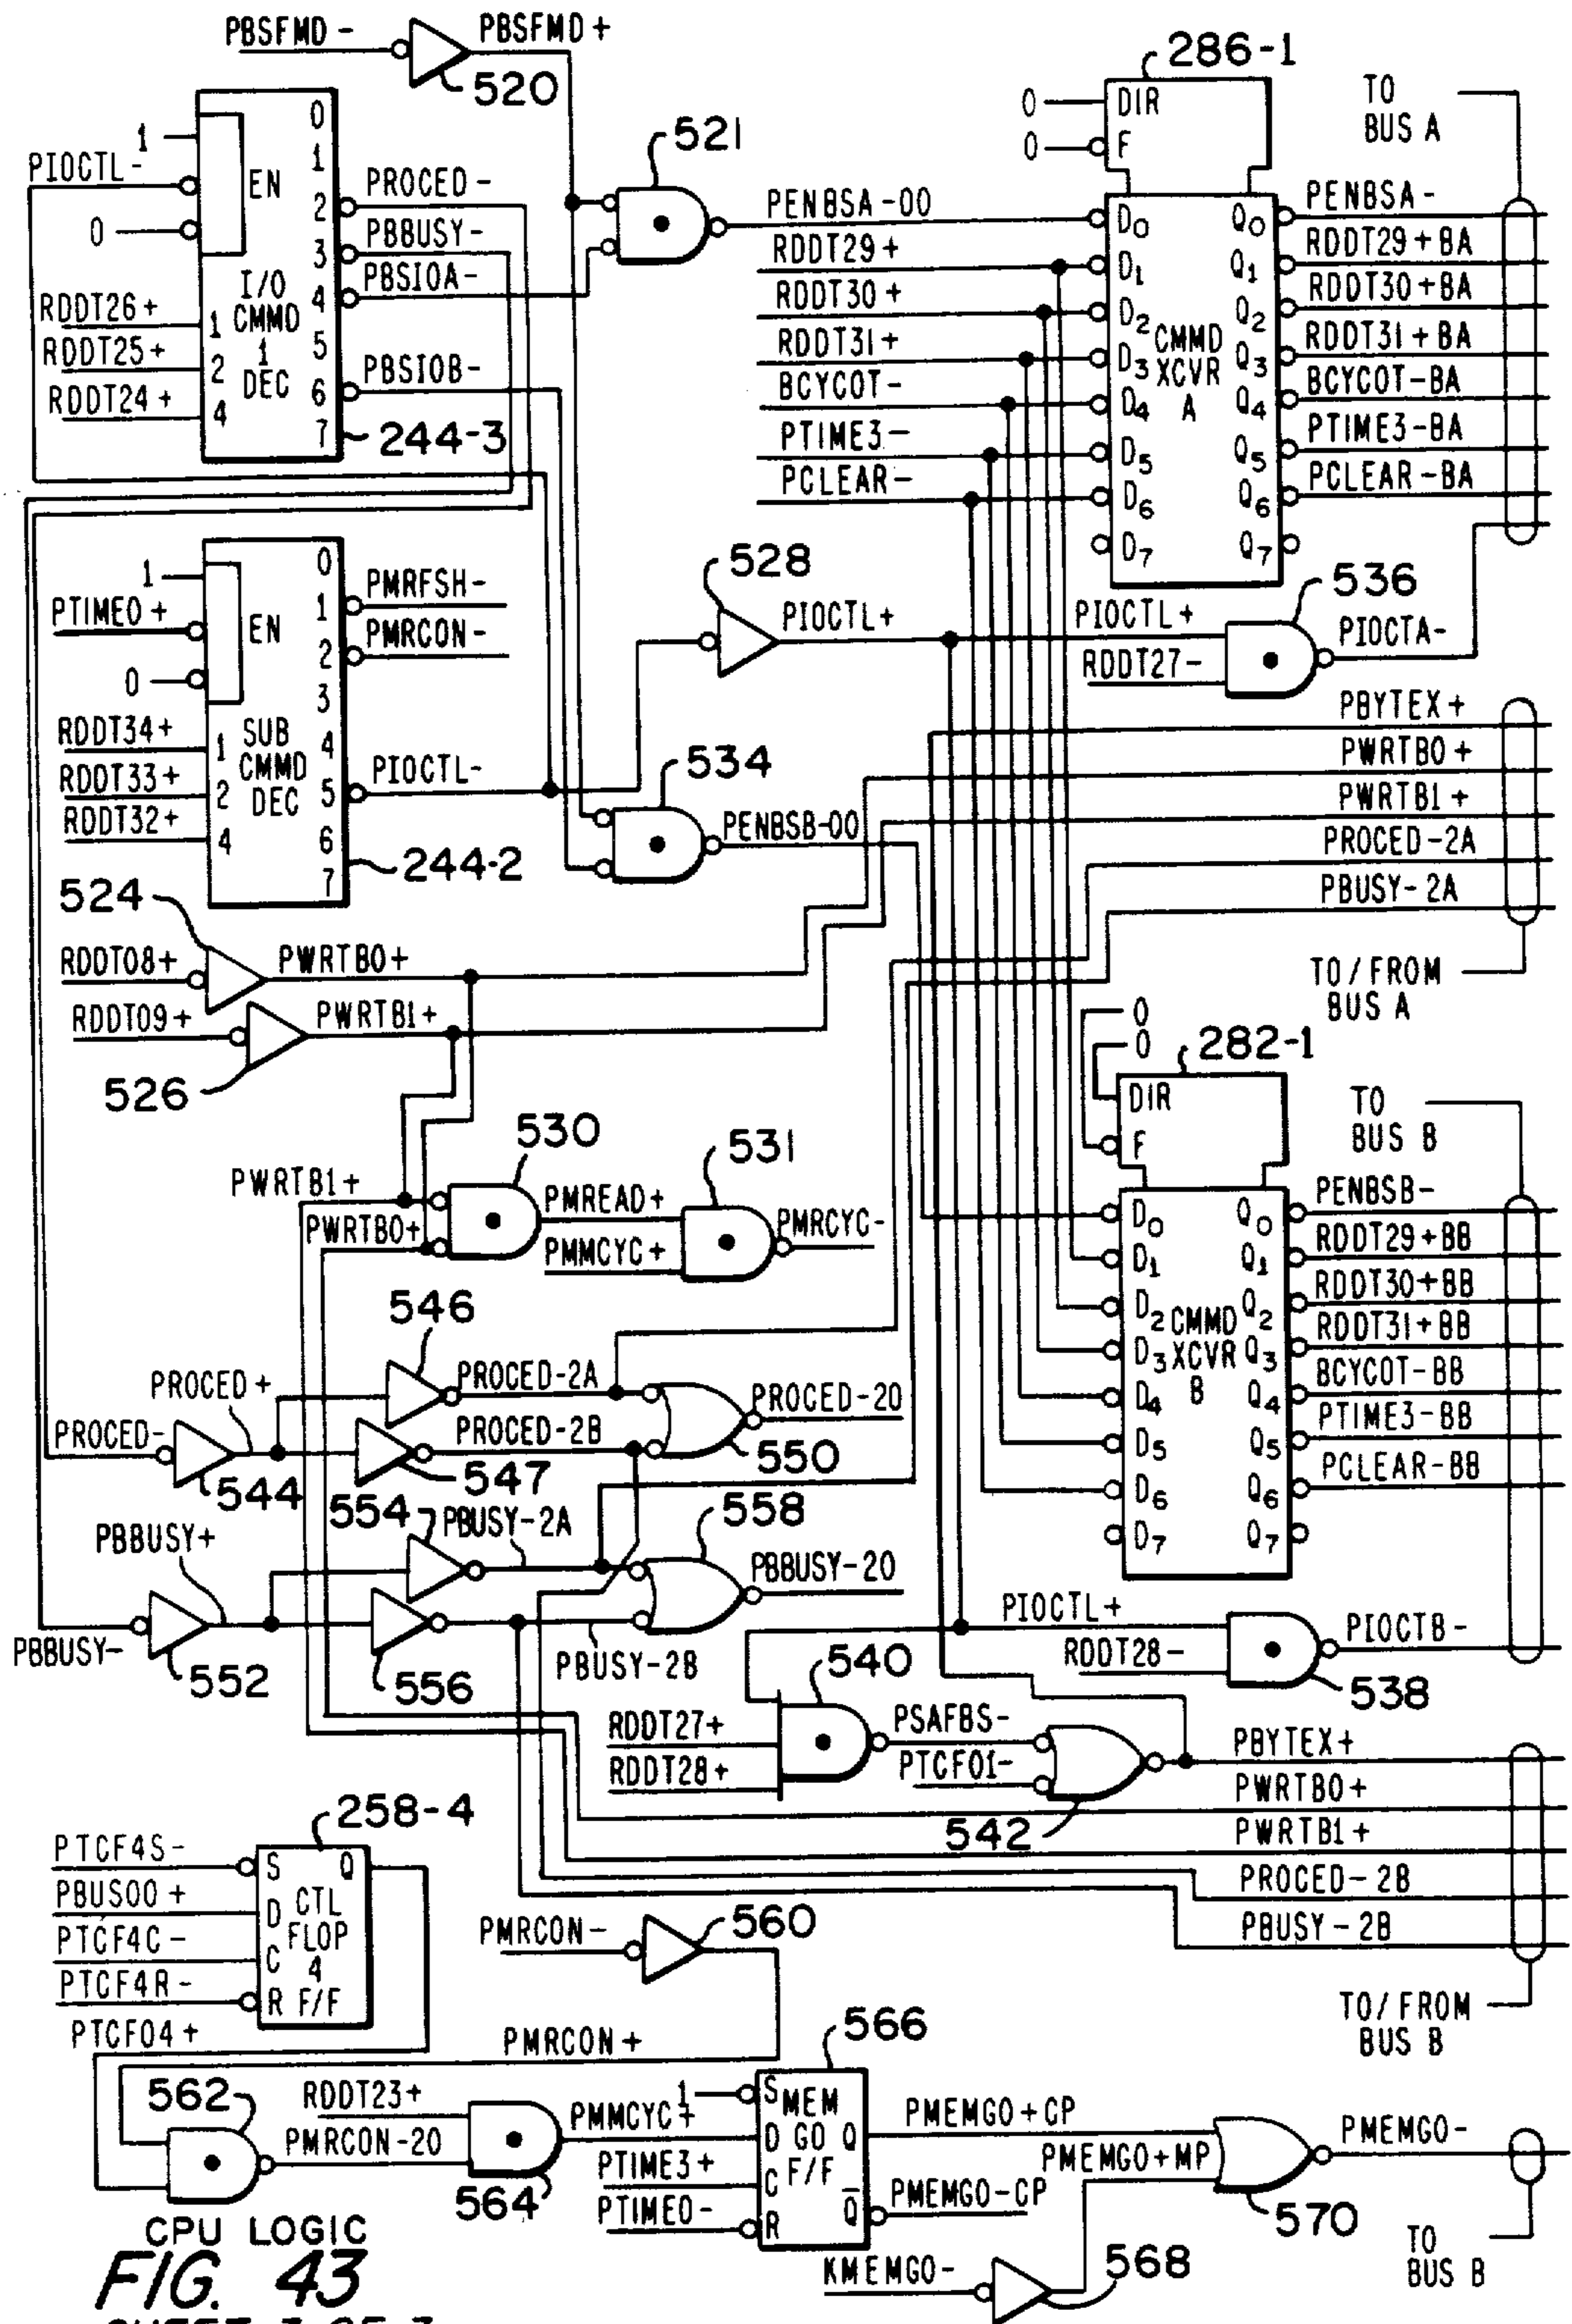 PBSFMD -
PBSFMD +
520
286-1
0
DIR
0
F
TO
BUS A
521
1
PIOCTL -
0
EN
0
1
2
3
4
5
6
7
PROCED -
PBBUSY -
PBSIOA -
PBSIOB -
I/O
CMMD
1
DEC
RDDT26 +
RDDT25 +
RDDT24 +
1
2
4
244-3
PENBSA-00
RDDT29 +
RDDT30 +
RDDT31 +
BCYCOT -
PTIME3 -
PCLEAR -
D0
D1
D2
D3
D4
D5
D6
D7
CMMD
XCVR
A
Q0
Q1
Q2
Q3
Q4
Q5
Q6
Q7
PENBSA -
RDDT29 + BA
RDDT30 + BA
RDDT31 + BA
BCYCOT-BA
PTIME3-BA
PCLEAR-BA
1
PTIME0 +
0
EN
0
1
2
3
4
5
6
7
PMRFSH -
PMRCON -
PIOCTL -
SUB
CMMD
DEC
RDDT34 +
RDDT33 +
RDDT32 +
1
2
4
244-2
528
PIOCTL +
PIOCTL +
RDDT27 -
536
PIOCTA -
534
PENBSB-00
PBYTEX +
PWRTB0 +
PWRTB1 +
PROCED-2A
PBUSY-2A
TO/FROM
BUS A
524
RDDT08+
PWRTB0+
RDDT09+
PWRTB1+
526
0
0
282-1
DIR
F
TO
BUS B
530
531
PWRTB1+
PWRTB0+
PMREAD+
PMMCYC+
PMRCYC-
D0
D1
D2
D3
D4
D5
D6
D7
CMMD
XCVR
B
Q0
Q1
Q2
Q3
Q4
Q5
Q6
Q7
PENBSB -
RDDT29+BB
RDDT30+BB
RDDT31+BB
BCYCOT-BB
PTIME3-BB
PCLEAR-BB
546
PROCED +
PROCED-2A
PROCED-20
PROCED-
PROCED-2B
544
547
550
554
PBUSY-2A
558
PBBUSY+
PBBUSY-20
PBBUSY-
552
556
PBUSY-2B
PIOCTL+
RDDT28-
PIOCTB-
538
540
RDDT27+
RDDT28+
PSAFBS-
PTCF01-
542
PBYTEX+
PWRTB0+
PWRTB1+
PROCED-2B
PBUSY-2B
TO/FROM
BUS B
258-4
PTCF4S-
PBUS00 +
PTCF4C -
PTCF4R -
S
D
C
R
Q
CTL
FLOP
4
F/F
PTCF04 +
PMRCON -
560
PMRCON +
562
RDDT23+
PMRCON-20
564
PMMCYC+
PTIME3+
PTIME0-
566
1
S
D
C
R
MEM
GO
F/F
Q
Q
PMEMGO+CP
PMEMGO-CP
PMEMGO+MP
PMEMGO-
570
KMEMGO-
568
TO
BUS B
CPU LOGIC
FIG. 43